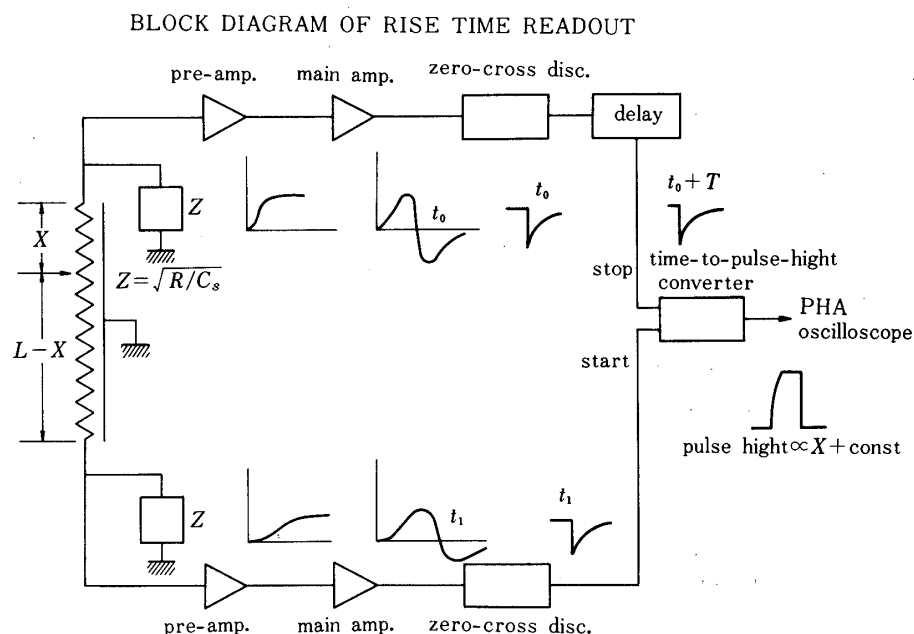 BLOCK DIAGRAM OF RISE TIME READOUT
pre-amp.
main amp.
zero-cross disc.
delay
Z
t₀
t₀
t₀+T
X
Z=√R/Cₛ
stop
time-to-pulse-hight
converter
PHA
oscilloscope
L−X
start
pulse hight∝X+const
Z
t₁
t₁
pre-amp.
main amp.
zero-cross disc.